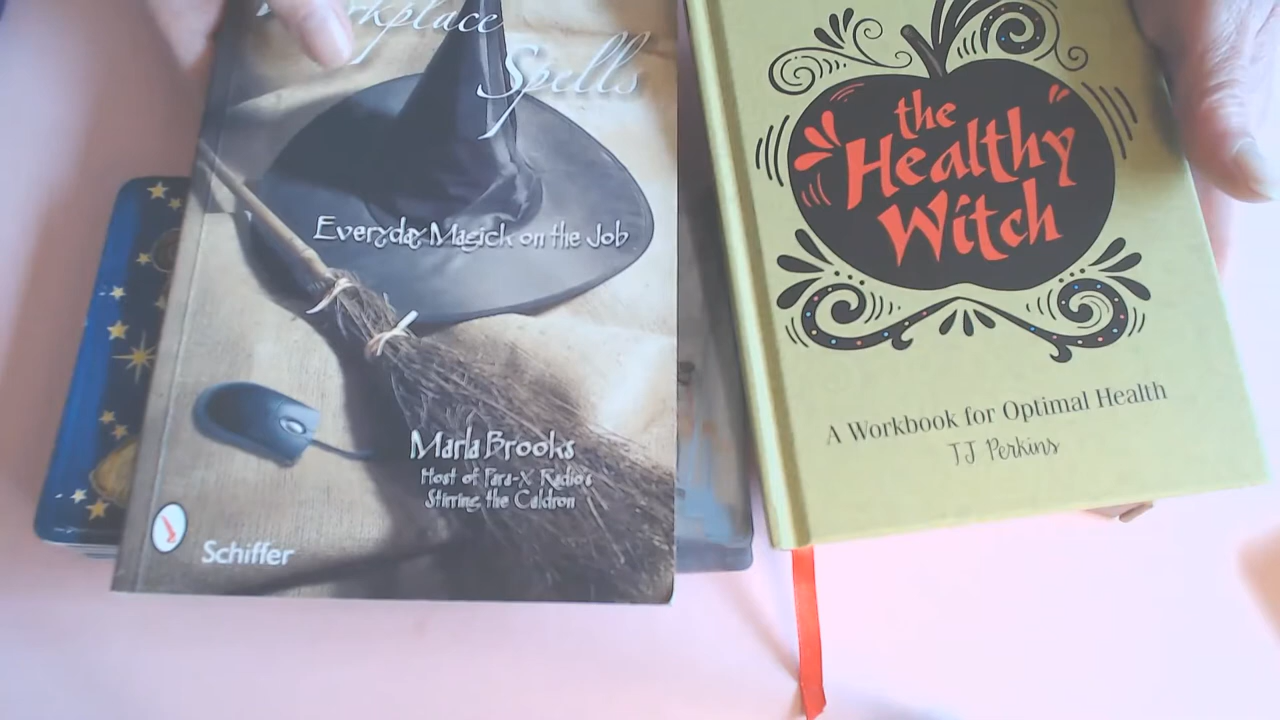 Workplace
Spells
Everyday Magick on the Job
Marla Brooks
Host of Para-X Radio's
Stirring the Caldron
Schiffer
the
Healthy
Witch
A Workbook for Optimal Health
TJ Perkins